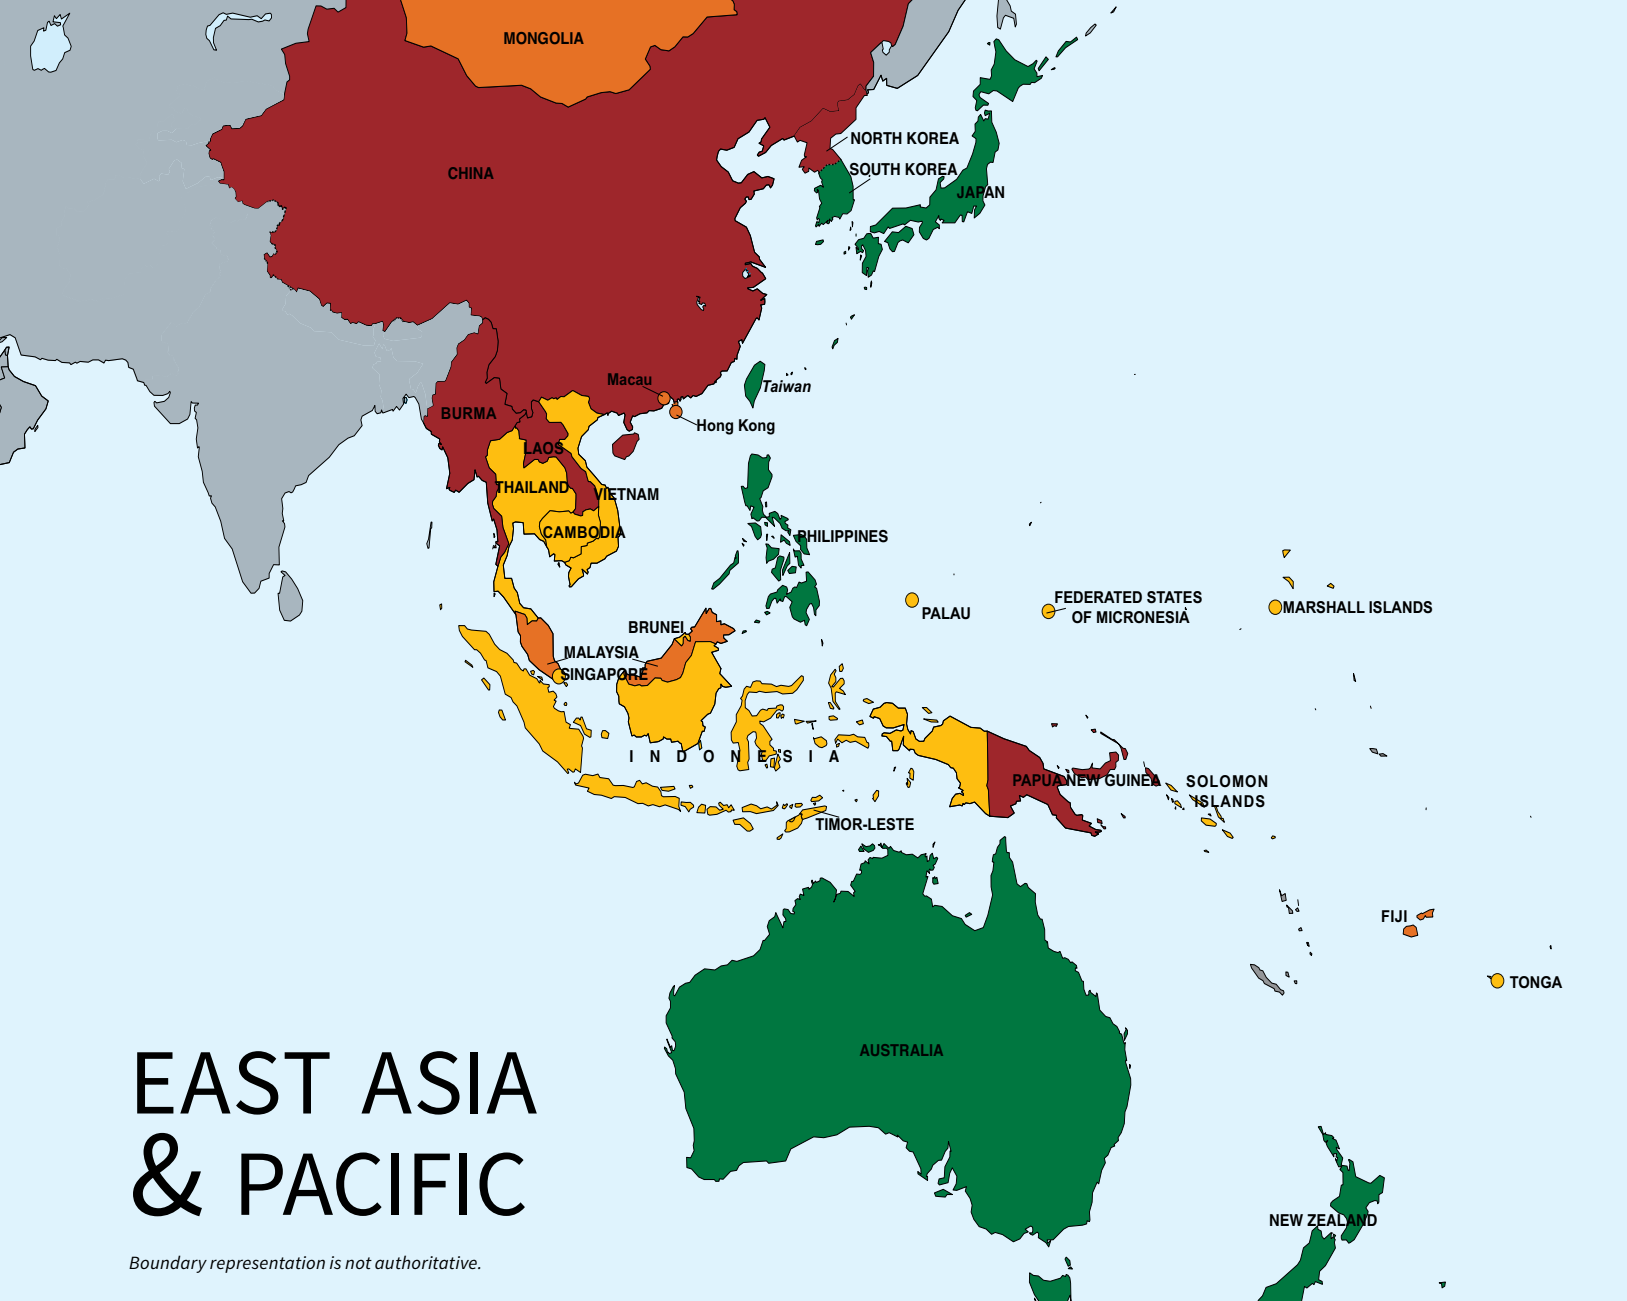 MONGOLIA
NORTH KOREA
SOUTH KOREA
CHINA
JAPAN
Macau
Taiwan
BURMA
Hong Kong
LAOS
THAILAND
VIETNAM
CAMBODIA
PHILIPPINES
FEDERATED STATES
OF MICRONESIA
MARSHALL ISLANDS
PALAU
BRUNEI
MALAYSIA
SINGAPORE
INDONESIA
PAPUA NEW GUINEA
SOLOMON
ISLANDS
TIMOR-LESTE
FIJI
TONGA
AUSTRALIA
EAST ASIA
& PACIFIC
NEW ZEALAND
Boundary representation is not authoritative.